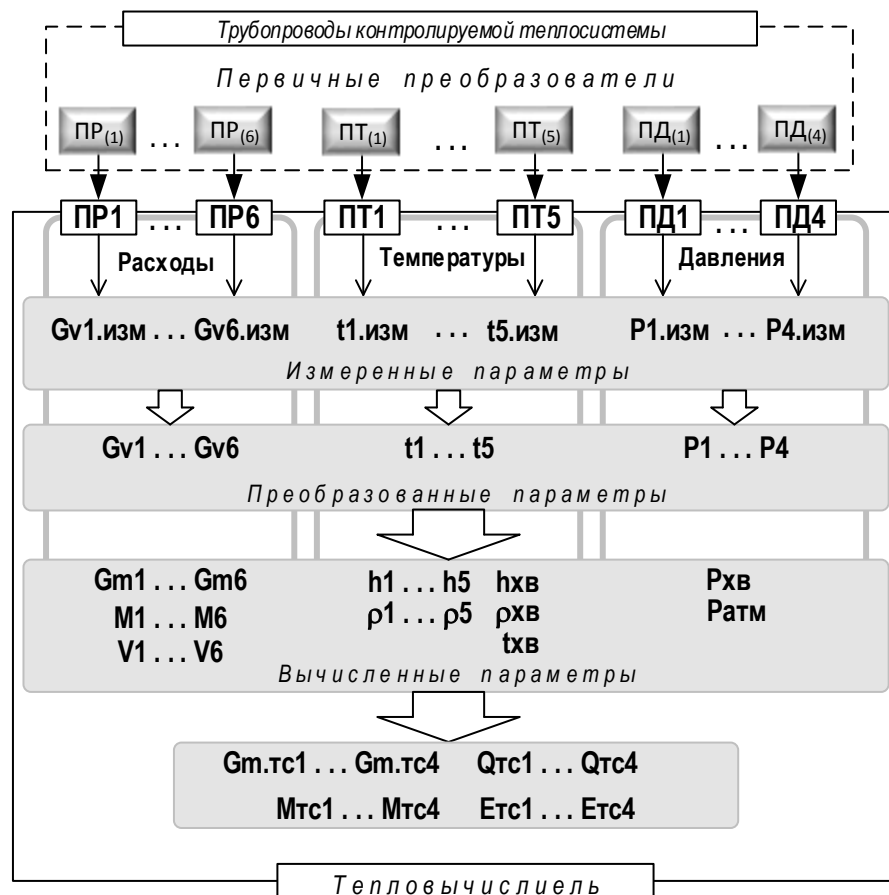 Трубопроводы контролируемой теплосистемы
Первичные преобразователи
ПР(1) ... ПР(6) ПТ(1) ... ПТ(5) ПД(1) ... ПД(4)
ПР1 ... ПР6 ПТ1 ... ПТ5 ПД1 ... ПД4
Расходы Температуры Давления
Gv1.изм ... Gv6.изм t1.изм ... t5.изм P1.изм ... P4.изм
Измеренные параметры
Gv1 ... Gv6 t1 ... t5 P1 ... P4
Преобразованные параметры
Gm1 ... Gm6 h1 ... h5 hхв Pхв
M1 ... M6 ρ1 ... ρ5 ρхв Pатм
V1 ... V6 tхв
Вычисленные параметры
Gm.тс1 ... Gm.тс4 Qтс1 ... Qтс4
Mтс1 ... Mтс4 Eтс1 ... Eтс4
Тепловычислиель